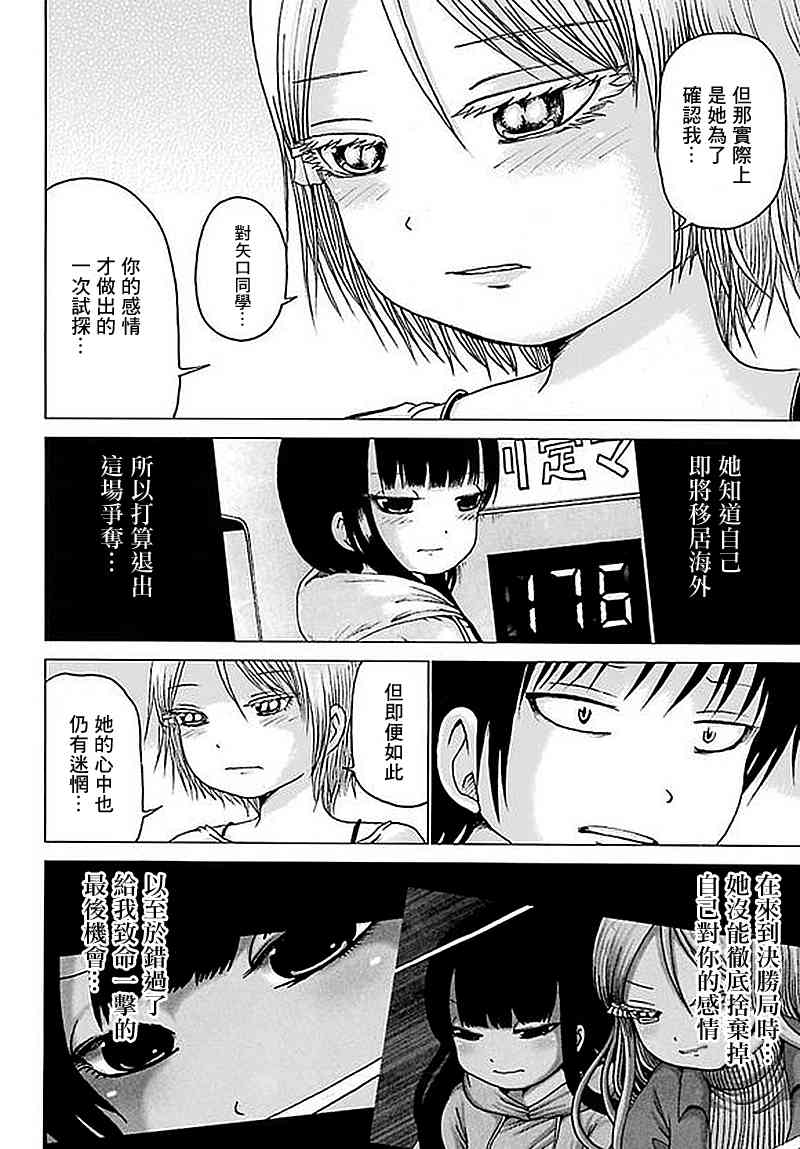 但那實際上
是她為了
確認我…
對矢口同學…
你的感情
才做出的
一次試探…
她知道自己
即將移居海外
判定マ
176
所以打算退出
這場爭奪…
但即便如此
她的心中也
仍有迷惘…
在來到決勝局時…
她沒能徹底捨棄掉
自己對你的感情
以至於錯過了
給我致命一擊的
最後機會…